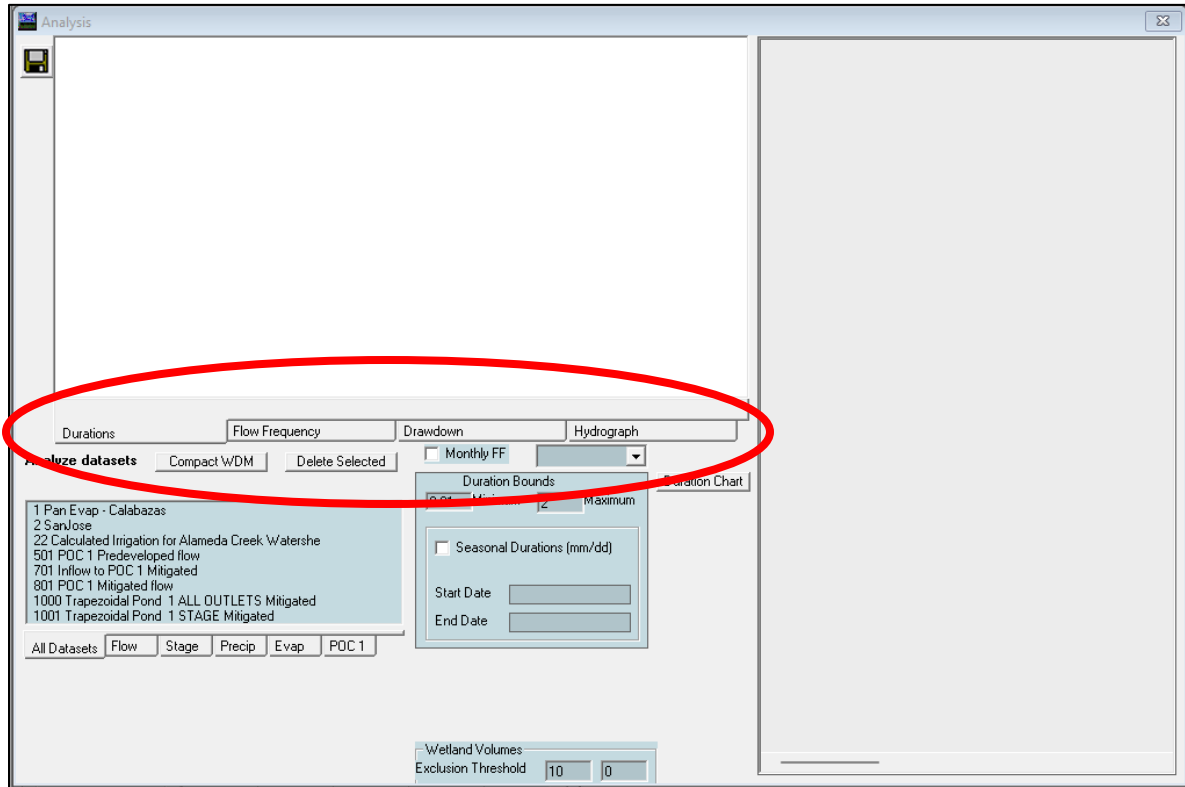 Analysis
Durations
Flow Frequency
Drawdown
Hydrograph
Analyze datasets
Compact WDM
Delete Selected
Monthly FF
Duration Bounds
Minimum
2
Maximum
Duration Chart
1 Pan Evap - Calabazas
2 SanJose
22 Calculated Irrigation for Alameda Creek Watershe
501 POC 1 Predeveloped flow
701 Inflow to POC 1 Mitigated
801 POC 1 Mitigated flow
1000 Trapezoidal Pond 1 ALL OUTLETS Mitigated
1001 Trapezoidal Pond 1 STAGE Mitigated
Seasonal Durations (mm/dd)
Start Date
End Date
All Datasets
Flow
Stage
Precip
Evap
POC 1
Wetland Volumes
Exclusion Threshold
10
0